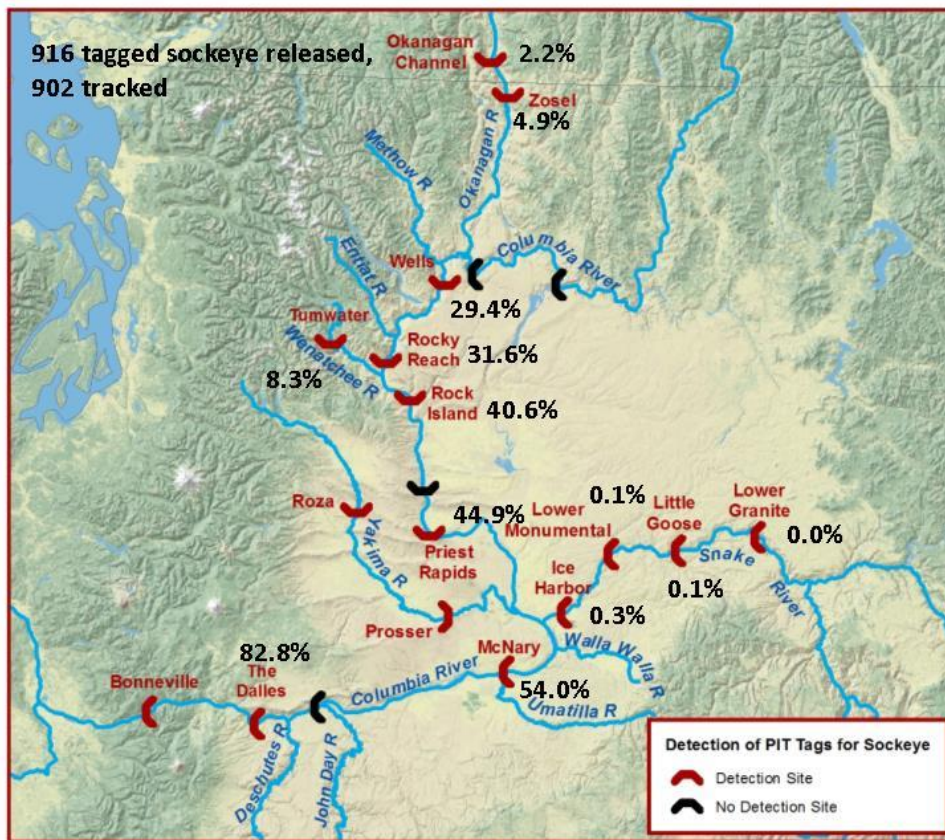 916 tagged sockeye released,
902 tracked
Okanagan
Channel
2.2%
Zosel
4.9%
Okanagan R
Methow R
Columbia River
Wells
29.4%
Entiat R
Tumwater
Rocky
Reach
31.6%
Wenatchee R
8.3%
Rock
Island
40.6%
Roza
Yakima R
44.9%
Priest
Rapids
0.1%
Lower
Monumental
Little
Goose
0.1%
Lower
Granite
0.0%
Snake River
Ice
Harbor
0.3%
Prosser
McNary
54.0%
Walla Walla R
Umatilla R
82.8%
The
Dalles
Bonneville
Columbia River
Deschutes R
John Day R
Detection of PIT Tags for Sockeye
Detection Site
No Detection Site